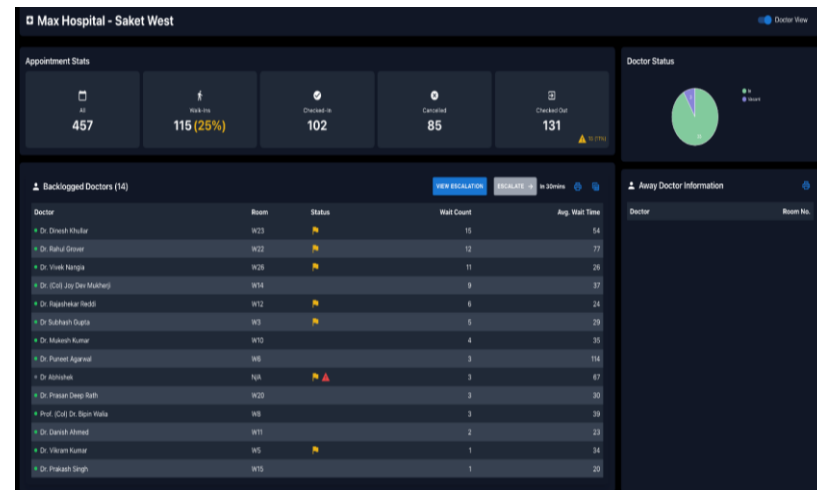 Max Hospital - Saket West
Doctor View
Appointment Stats
All
457
Walk-Ins
115 (25%)
Checked-In
102
Cancelled
85
Checked Out
131
Doctor Status
In
Backlogged Doctors (14)
VIEW ESCALATION
ESCALATE → In 30mins
Doctor Room Status Wait Count Avg. Wait Time
Dr. Dinesh Khullar W23 15 54
Dr. Rahul Grover W22 12 77
Dr. Vivek Nangia W26 11 26
Dr. (Col) Joy Dev Mukherji W14 9 37
Dr. Rajashekar Reddi W12 6 24
Dr Subhash Gupta W3 5 29
Dr. Mukesh Kumar W10 4 35
Dr. Puneet Agarwal W6 3 114
Dr Abhishek N/A 3 67
Dr. Prasan Deep Rath W20 3 30
Prof. (Col) Dr. Bipin Walia W8 3 39
Dr. Danish Ahmed W11 2 23
Dr. Vikram Kumar W5 1 34
Dr. Prakash Singh W15 1 20
Away Doctor Information
Doctor Room No.